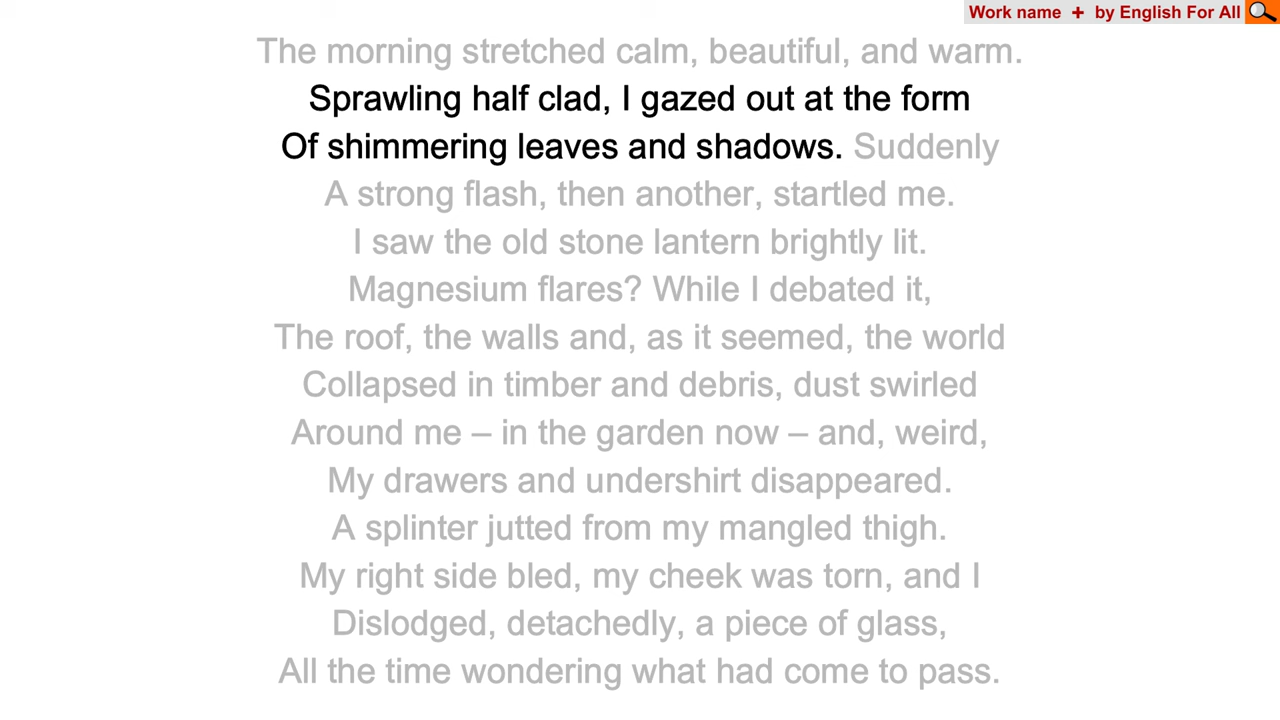 Work name + by English For All
The morning stretched calm, beautiful, and warm.
Sprawling half clad, I gazed out at the form
Of shimmering leaves and shadows. Suddenly
A strong flash, then another, startled me.
I saw the old stone lantern brightly lit.
Magnesium flares? While I debated it,
The roof, the walls and, as it seemed, the world
Collapsed in timber and debris, dust swirled
Around me – in the garden now – and, weird,
My drawers and undershirt disappeared.
A splinter jutted from my mangled thigh.
My right side bled, my cheek was torn, and I
Dislodged, detachedly, a piece of glass,
All the time wondering what had come to pass.